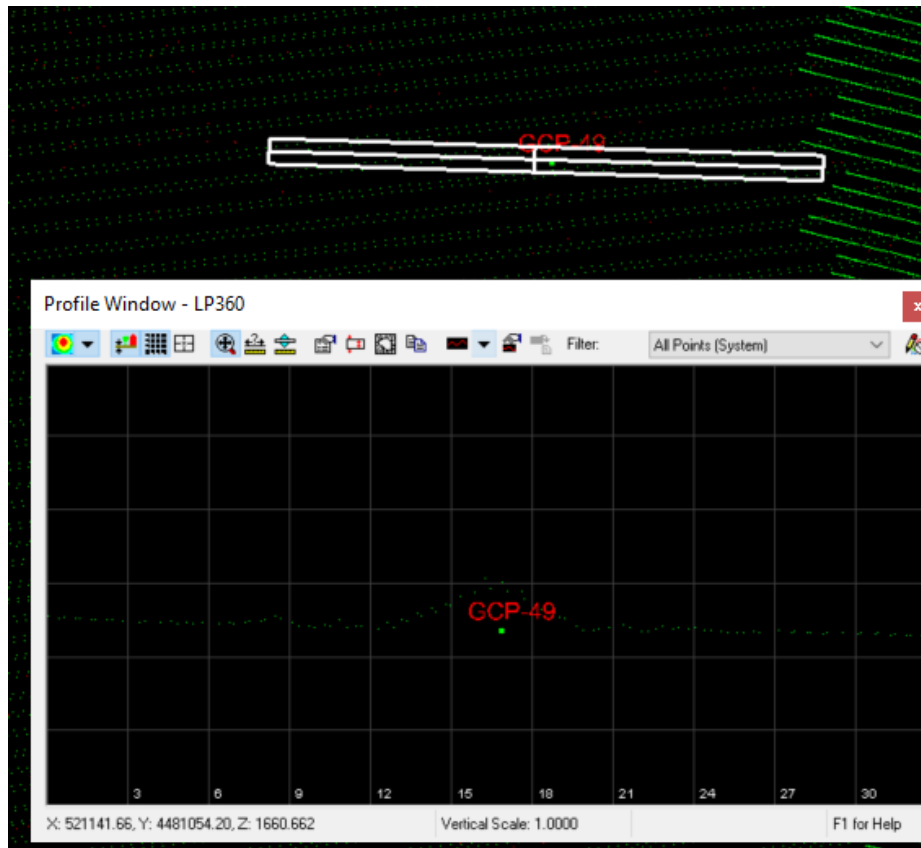 GCP-49
Profile Window - LP360
Filter: All Points (System)
GCP-49
3 6 9 12 15 18 21 24 27 30
X: 521141.66, Y: 4481054.20, Z: 1660.662 Vertical Scale: 1.0000 F1 for Help